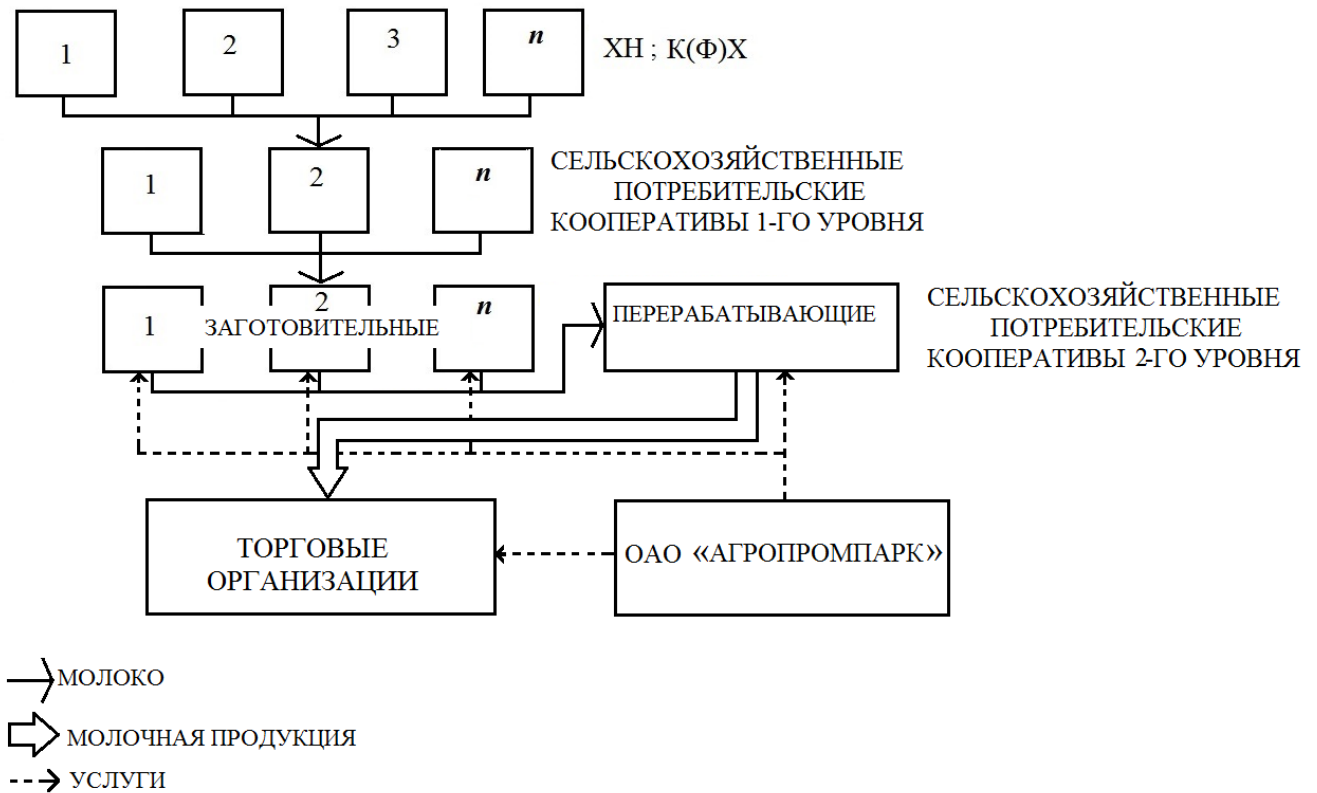 1
2
3
n
ХН ; К(Ф)Х
1
2
n
СЕЛЬСКОХОЗЯЙСТВЕННЫЕ
ПОТРЕБИТЕЛЬСКИЕ
КООПЕРАТИВЫ 1-ГО УРОВНЯ
1
2
n
ЗАГОТОВИТЕЛЬНЫЕ
ПЕРЕРАБАТЫВАЮЩИЕ
СЕЛЬСКОХОЗЯЙСТВЕННЫЕ
ПОТРЕБИТЕЛЬСКИЕ
КООПЕРАТИВЫ 2-ГО УРОВНЯ
ТОРГОВЫЕ
ОРГАНИЗАЦИИ
ОАО «АГРОПРОМПАРК»
МОЛОКО
МОЛОЧНАЯ ПРОДУКЦИЯ
УСЛУГИ